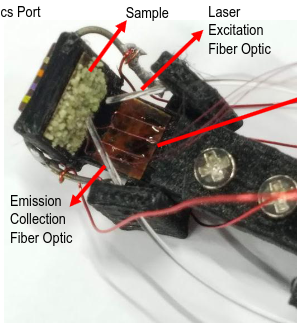 cs Port
Sample
Laser
Excitation
Fiber Optic
Emission
Collection
Fiber Optic